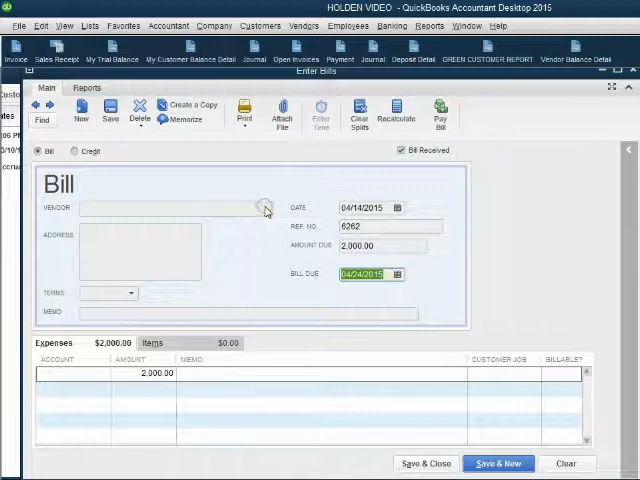 HOLDEN VIDEO - QuickBooks Accountant Desktop 2015
File Edit View Lists Favorites Accountant Company Customers Vendors Employees Banking Reports Window Help
Invoice Sales Receipt My Trial Balance My Customer Balance Detail Journal Open Invoices Payment Journal Deposit Detail GREEN CUSTOMER REPORT Vendor Balance Detail
Enter Bills
Main Reports
Find New Save Delete Create a Copy Memorize Print Attach File Enter Time Clear Splits Recalculate Pay Bill
Bill Credit Bill Received
Bill
VENDOR DATE 04/14/2015
ADDRESS REF. NO. 6262
AMOUNT DUE 2,000.00
BILL DUE 04/24/2015
TERMS
MEMO
Expenses $2,000.00 Items $0.00
ACCOUNT AMOUNT MEMO CUSTOMER:JOB BILLABLE?
2,000.00
Save & Close Save & New Clear